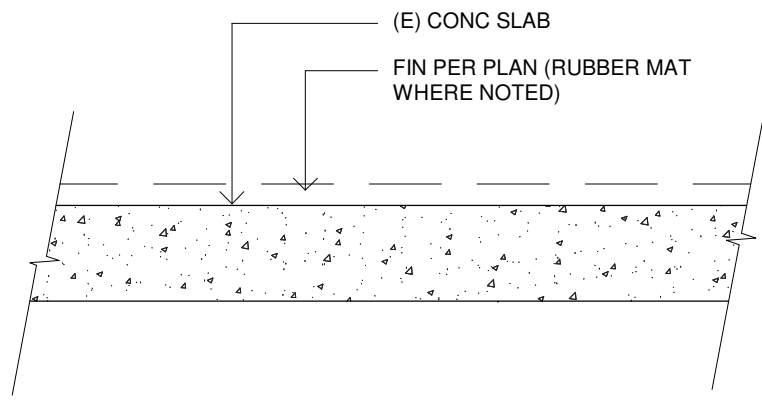 (E) CONC SLAB
FIN PER PLAN (RUBBER MAT
WHERE NOTED)